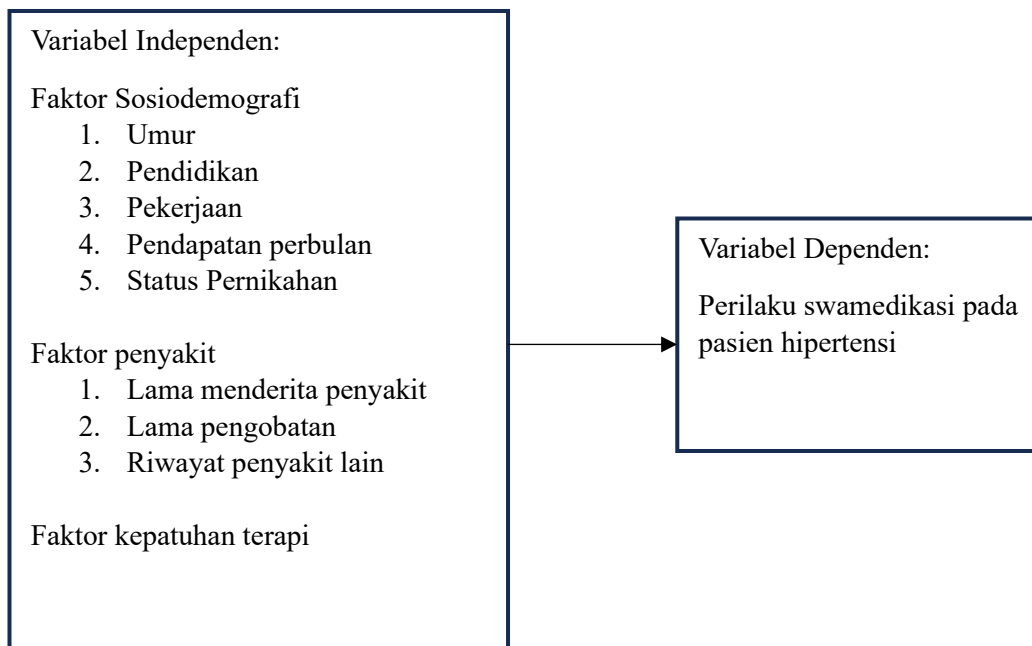 Variabel Independen:
Faktor Sosiodemografi
1. Umur
2. Pendidikan
3. Pekerjaan
4. Pendapatan perbulan
5. Status Pernikahan
Faktor penyakit
1. Lama menderita penyakit
2. Lama pengobatan
3. Riwayat penyakit lain
Faktor kepatuhan terapi
Variabel Dependen:
Perilaku swamedikasi pada
pasien hipertensi